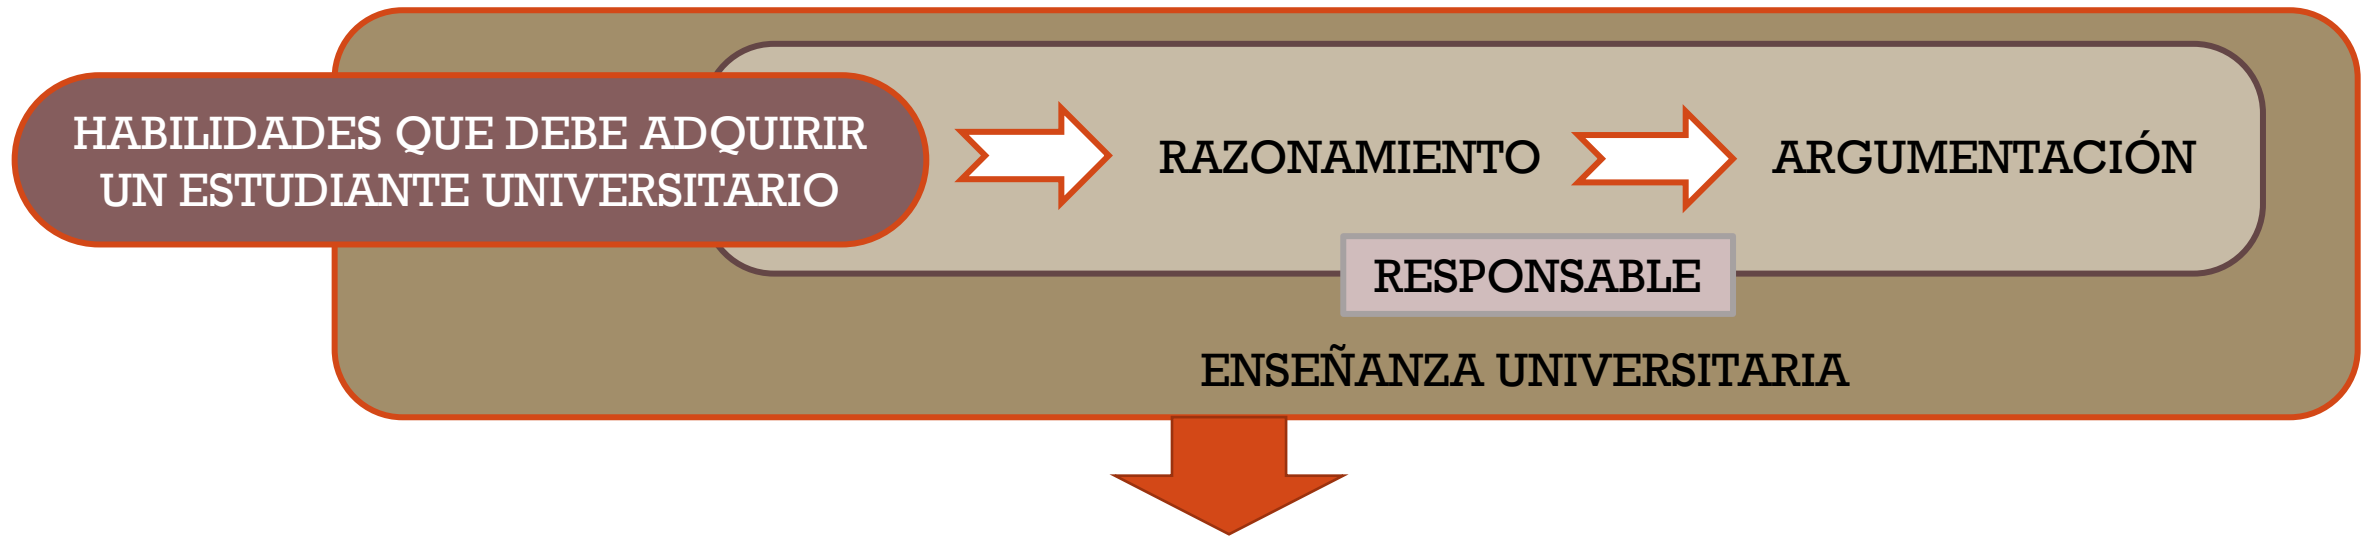 HABILIDADES QUE DEBE ADQUIRIR
UN ESTUDIANTE UNIVERSITARIO
RAZONAMIENTO
ARGUMENTACIÓN
RESPONSABLE
ENSEÑANZA UNIVERSITARIA